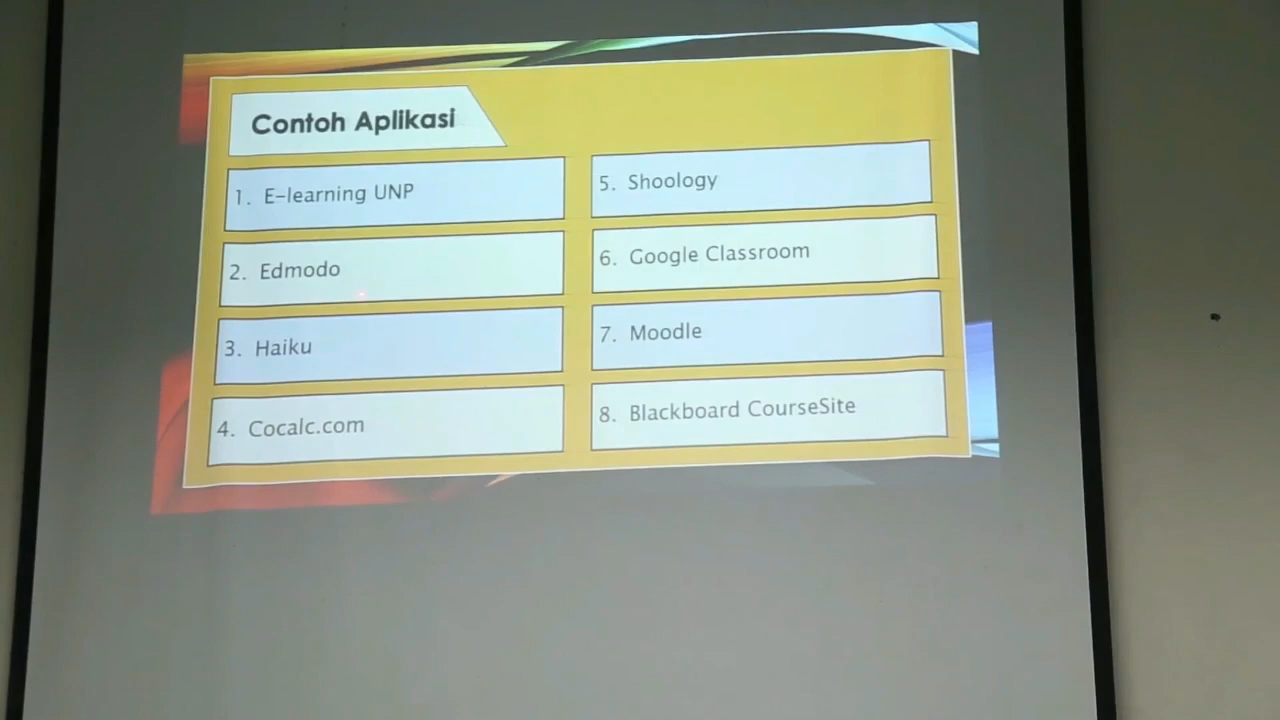 Contoh Aplikasi
1. E-learning UNP
2. Edmodo
3. Haiku
4. Cocalc.com
5. Shoology
6. Google Classroom
7. Moodle
8. Blackboard CourseSite